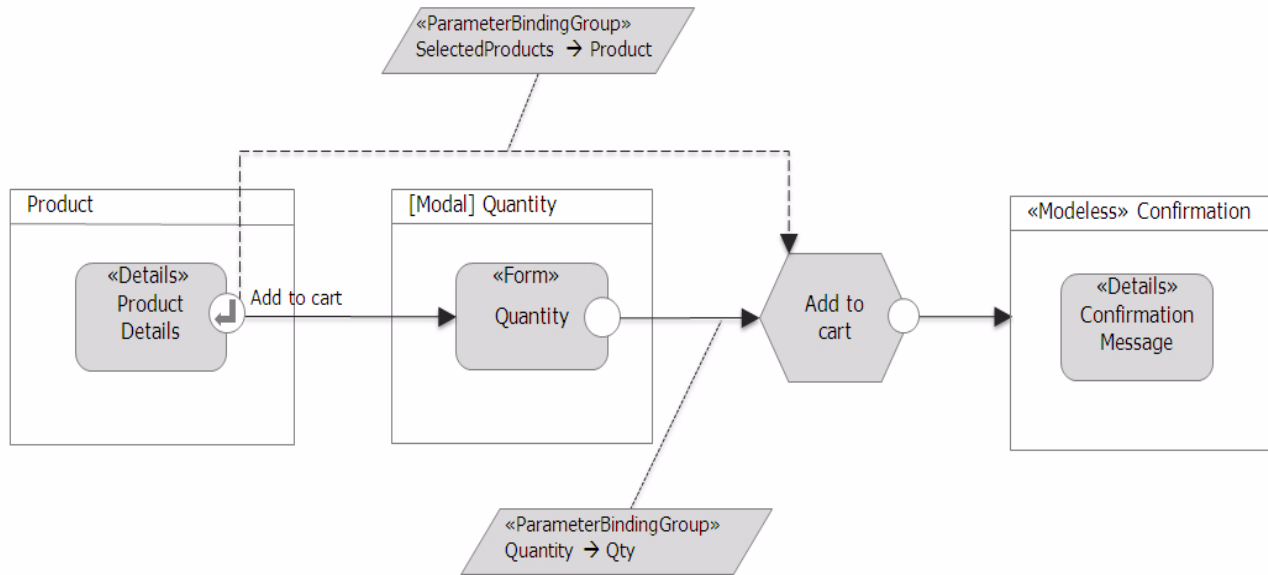 «ParameterBindingGroup»
SelectedProducts → Product
Product
[Modal] Quantity
«Modeless» Confirmation
«Details»
Product
Details
Add to cart
«Form»
Quantity
Add to
cart
«Details»
Confirmation
Message
«ParameterBindingGroup»
Quantity → Qty